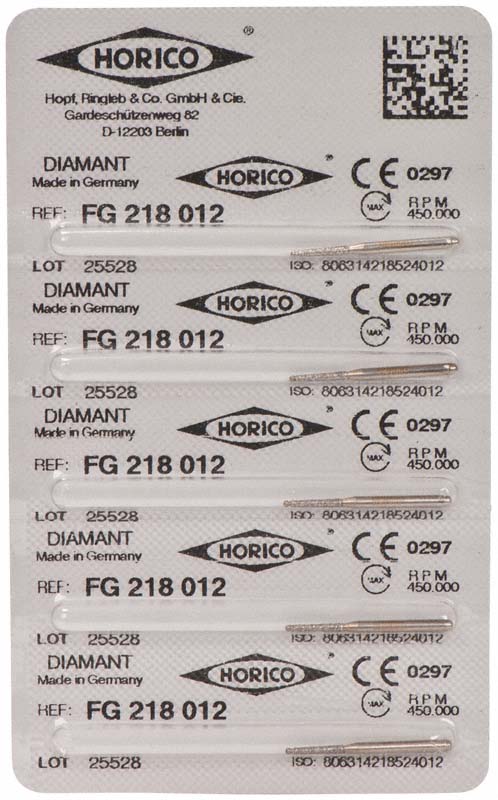 HORICO ®
Hopf, Ringleb & Co. GmbH & Cie.
Gardeschützenweg 82
D-12203 Berlin
DIAMANT HORICO ® CE 0297
Made in Germany
REF: FG 218 012 MAX RPM 450.000
LOT 25528 ISO: 806314218524012
DIAMANT HORICO ® CE 0297
Made in Germany
REF: FG 218 012 MAX RPM 450.000
LOT 25528 ISO: 806314218524012
DIAMANT HORICO ® CE 0297
Made in Germany
REF: FG 218 012 MAX RPM 450.000
LOT 25528 ISO: 806314218524012
DIAMANT HORICO ® CE 0297
Made in Germany
REF: FG 218 012 MAX RPM 450.000
LOT 25528 ISO: 806314218524012
DIAMANT HORICO ® CE 0297
Made in Germany
REF: FG 218 012 MAX RPM 450.000
LOT 25528 ISO: 806314218524012